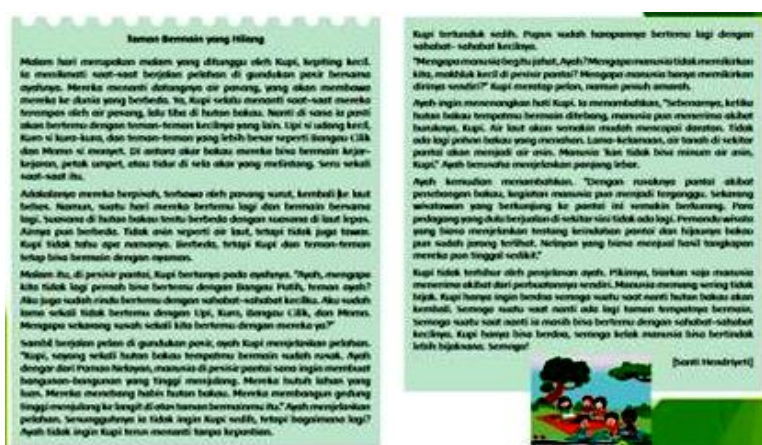 Taman Bermain yang Hilang
Malam hari merupakan malam yang ditunggu oleh Kupi, kepiting kecil.
Ia menikmati saat-saat berjalan pelahan di gundukan pasir bersama
ayahnya. Mereka menanti datangnya air pasang, yang akan membawa
mereka ke dunia yang berbeda. Ya, Kupi selalu menanti saat-saat mereka
terempas oleh air pasang, lalu tiba di hutan bakau. Nanti di sana ia pasti
akan bertemu dengan teman-teman kecilnya yang lain. Lipi si udang kecil,
Kuro si kura-kura, dan teman-teman yang lebih besar seperti Bangau Cilik
dan Momo si monyet. Di antara akar bakau mereka bisa bermain kejar-
kejaran, petak umpet, atau tidur di sela akar yang melintang. Seru sekali
saat-saat itu.
Adakalanya mereka berpisah, terbawa oleh pasang surut, kembali ke laut
bebas. Namun, suatu hari mereka bertemu lagi dan bermain bersama
lagi. Suasana di hutan bakau tentu berbeda dengan suasana di laut lepas.
Airnya pun berbeda. Tidak asin seperti air laut, tetapi tidak juga tawar.
Kupi tidak tahu apa namanya. Berbeda, tetapi Kupi dan teman-teman
tetap bisa bermain dengan nyaman.
Malam itu, di pesisir pantai, Kupi bertanya pada ayahnya. "Ayah, mengapa
kita tidak lagi pernah bisa bertemu dengan Bangau Putih, teman ayah?
Aku juga sudah rindu bertemu dengan sahabat-sahabat kecilku. Aku sudah
lama sekali tidak bertemu dengan Lipi, Kuro, Bangau Cilik, dan Momo.
Mengapa sekarang susah sekali kita bertemu dengan mereka ya?"
Sambil berjalan pelan di gundukan pasir, ayah Kupi menjelaskan pelahan.
"Kupi, sayang sekali hutan bakau tempatmu bermain sudah rusak. Ayah
dengar dari Paman Nelayan, manusia di pesisir pantai sana ingin membuat
bangunan-bangunan yang tinggi menjulang. Mereka butuh lahan yang
luas. Mereka menebang habis hutan bakau. Mereka membangun gedung
tinggi menjulang ke langit di atas taman bermainmu itu." Ayah menjelaskan
pelahan. Sesungguhnya ia tidak ingin Kupi sedih, tetapi bagaimana lagi?
Ayah tidak ingin Kupi terus menanti tanpa kepastian.
Kupi tertunduk sedih. Pupus sudah harapannya bertemu lagi dengan
sahabat- sahabat kecilnya.
"Mengapa manusia begitu jahat, Ayah? Mengapa manusia tidak memikirkan
kita, makhluk kecil di pesisir pantai? Mengapa manusia hanya memikirkan
dirinya sendiri?" Kupi menatap pelan, namun penuh amarah.
Ayah ingin menenangkan hati Kupi. Ia menambahkan, "Sebenarnya, ketika
hutan bakau tempatmu bermain ditebang, manusia pun menerima akibat
buruknya, Kupi. Air laut akan semakin mudah mencapai daratan. Tidak
ada lagi pohon bakau yang menahan. Lama-kelamaan, air tanah di sekitar
pantai akan menjadi air asin. Manusia 'kan tidak bisa minum air asin,
Kupi." Ayah berusaha menjelaskan panjang lebar.
Ayah kemudian menambahkan. "Dengan rusaknya pantai akibat
penebangan bakau, kegiatan manusia pun menjadi terganggu. Sekarang
wisatawan yang berkunjung ke pantai ini semakin berkurang. Para
pedagang yang dulu berjualan di sekitar sini tidak ada lagi. Pemandu wisata
yang biasa menjelaskan tentang keindahan pantai dan hijaunya bakau
pun sudah jarang terlihat. Nelayan yang biasa menjual hasil tangkapan
mereka pun tinggal sedikit."
Kupi tidak terhibur oleh penjelasan ayah. Pikirnya, biarkan saja manusia
menerima akibat dari perbuatannya sendiri. Manusia memang sering tidak
bijak. Kupi hanya ingin berdoa semoga suatu saat nanti hutan bakau akan
kembali. Semoga suatu saat nanti ada lagi taman tempatnya bermain.
Semoga suatu saat nanti ia masih bisa bertemu dengan sahabat-sahabat
kecilnya. Kupi hanya bisa berdoa, semoga kelak manusia bisa bertindak
lebih bijaksana. Semoga!
[Santi Hendriyeti]